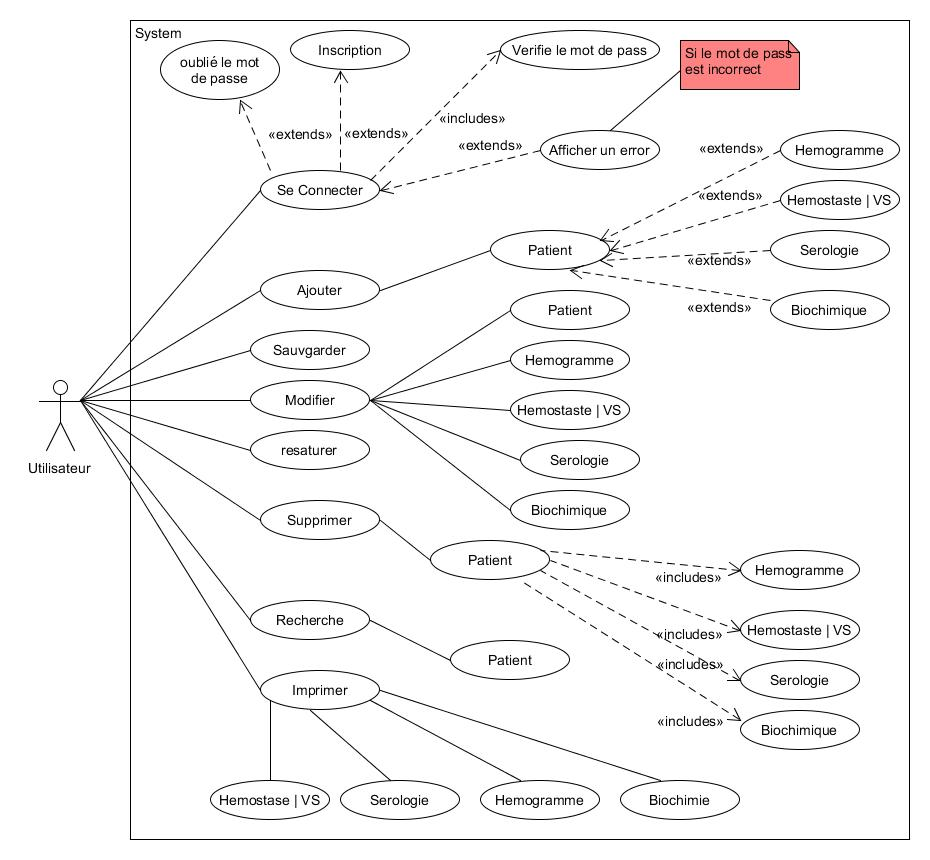 System
oublié le mot
de passe
Inscription
Verifie le mot de pass
Si le mot de pass
est incorrect
«extends»
«extends»
«includes»
«extends»
Afficher un error
Se Connecter
«extends»
Hemogramme
«extends»
Hemostaste | VS
Patient
«extends»
Serologie
«extends»
Biochimique
Ajouter
Patient
Sauvgarder
Hemogramme
Modifier
Hemostaste | VS
resaturer
Serologie
Utilisateur
Biochimique
Supprimer
Patient
«includes»
Hemogramme
«includes»
Hemostaste | VS
«includes»
Serologie
«includes»
Biochimique
Recherche
Patient
Imprimer
Hemostase | VS
Serologie
Hemogramme
Biochimie